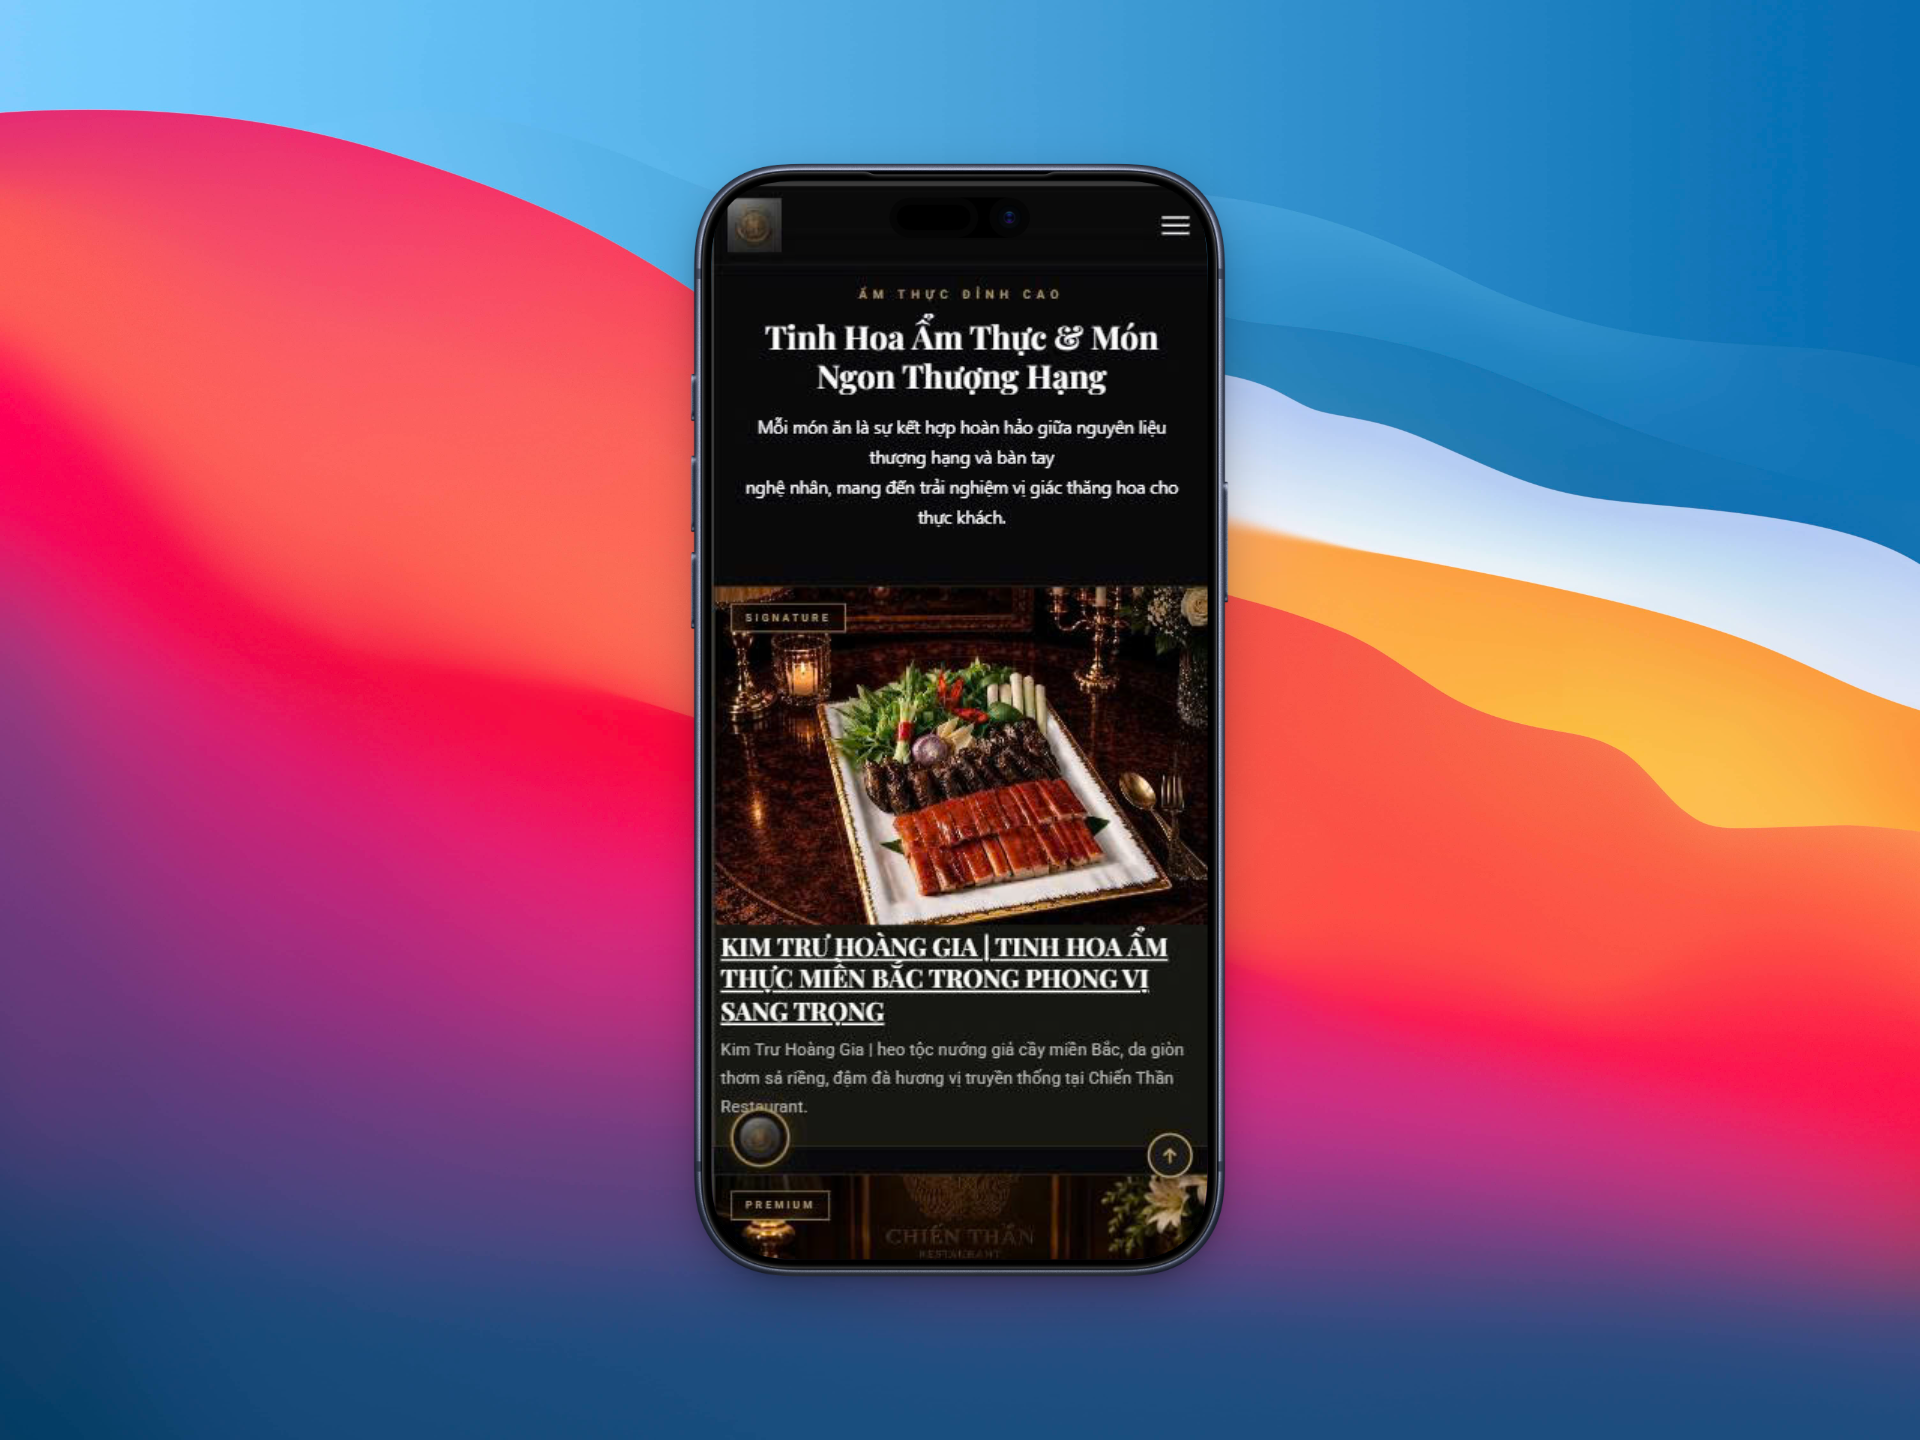 ẨM THỰC ĐỈNH CAO
Tinh Hoa Ẩm Thực & Món
Ngon Thượng Hạng
Mỗi món ăn là sự kết hợp hoàn hảo giữa nguyên liệu
thượng hạng và bàn tay
nghệ nhân, mang đến trải nghiệm vị giác thăng hoa cho
thực khách.
SIGNATURE
KIM TRƯ HOÀNG GIA | TINH HOA ẨM
THỰC MIỀN BẮC TRONG PHONG VỊ
SANG TRỌNG
Kim Trư Hoàng Gia | heo tộc nướng giả cầy miền Bắc, da giòn
thơm sả riềng, đậm đà hương vị truyền thống tại Chiến Thần
Restaurant.
PREMIUM
CHIẾN THẦN
RESTAURANT